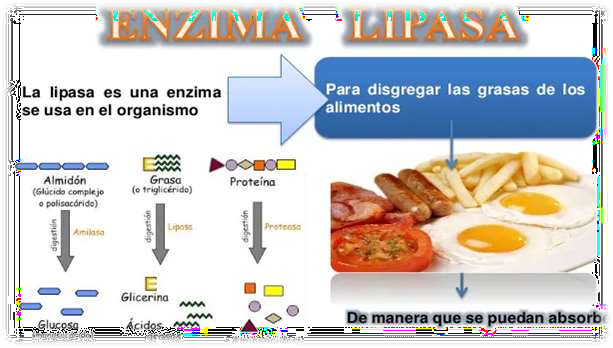 ENZIMA LIPASA
La lipasa es una enzima
se usa en el organismo
Para disgregar las grasas de los
alimentos
Almidón
(Glúcido complejo
o polisacárido)
Grasa
(o triglicérido)
Proteína
digestión
Amilasa
digestión
Lipasa
digestión
Proteasa
Glicerina
Glucosa
Ácidos
De manera que se puedan absorb